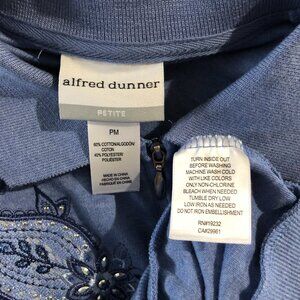 alfred dunner
PETITE
PM
60% COTTON/ALGODON/
COTON
40% POLYESTER/
POLYESTER
MADE IN CHINA
HECHO EN CHINA
FABRIQUÉ EN CHINE
TURN INSIDE OUT
BEFORE WASHING
MACHINE WASH COLD
WITH LIKE COLORS
ONLY NON-CHLORINE
BLEACH WHEN NEEDED
TUMBLE DRY LOW
LOW IRON AS NEEDED
DO NOT IRON EMBELLISHMENT
RN#19232
CA#29961